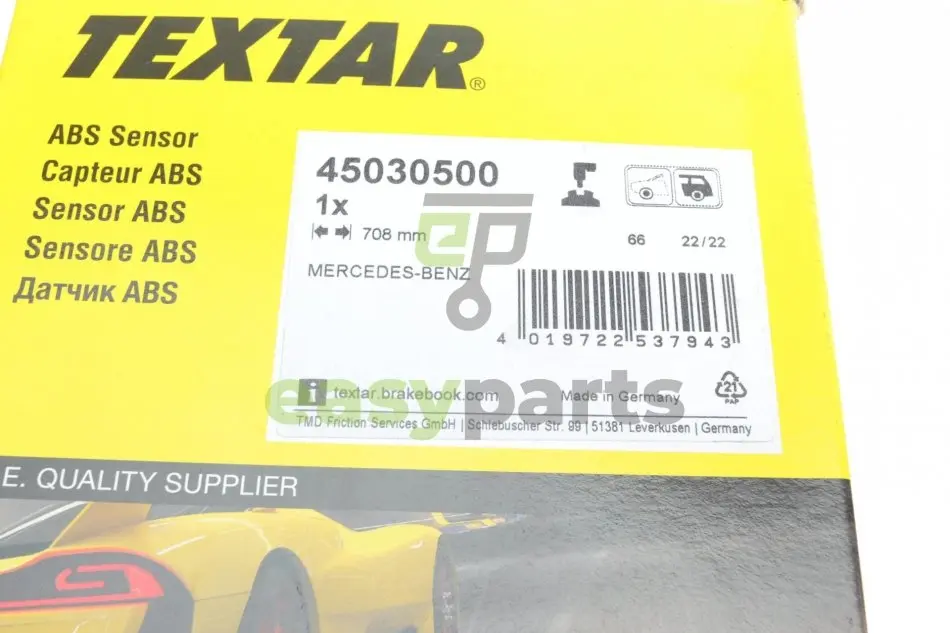 TEXTAR®
ABS Sensor
Capteur ABS
Sensor ABS
Sensore ABS
Датчик ABS
45030500
1x
708 mm
MERCEDES-BENZ
66 22/22
4 019722 537943
ep
i textar.brakebook.com
Made in Germany
21
PAP
easyparts
TMD Friction Services GmbH | Schlebuscher Str. 99 | 51381 Leverkusen | Germany
E. QUALITY SUPPLIER